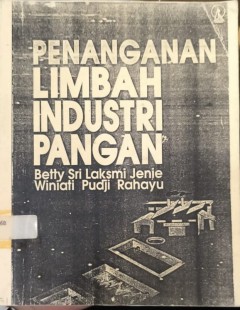 PENANGANAN
LIMBAH
INDUSTRI
PANGAN
Betty Sri Laksmi Jenie
Winiati Pudji Rahayu